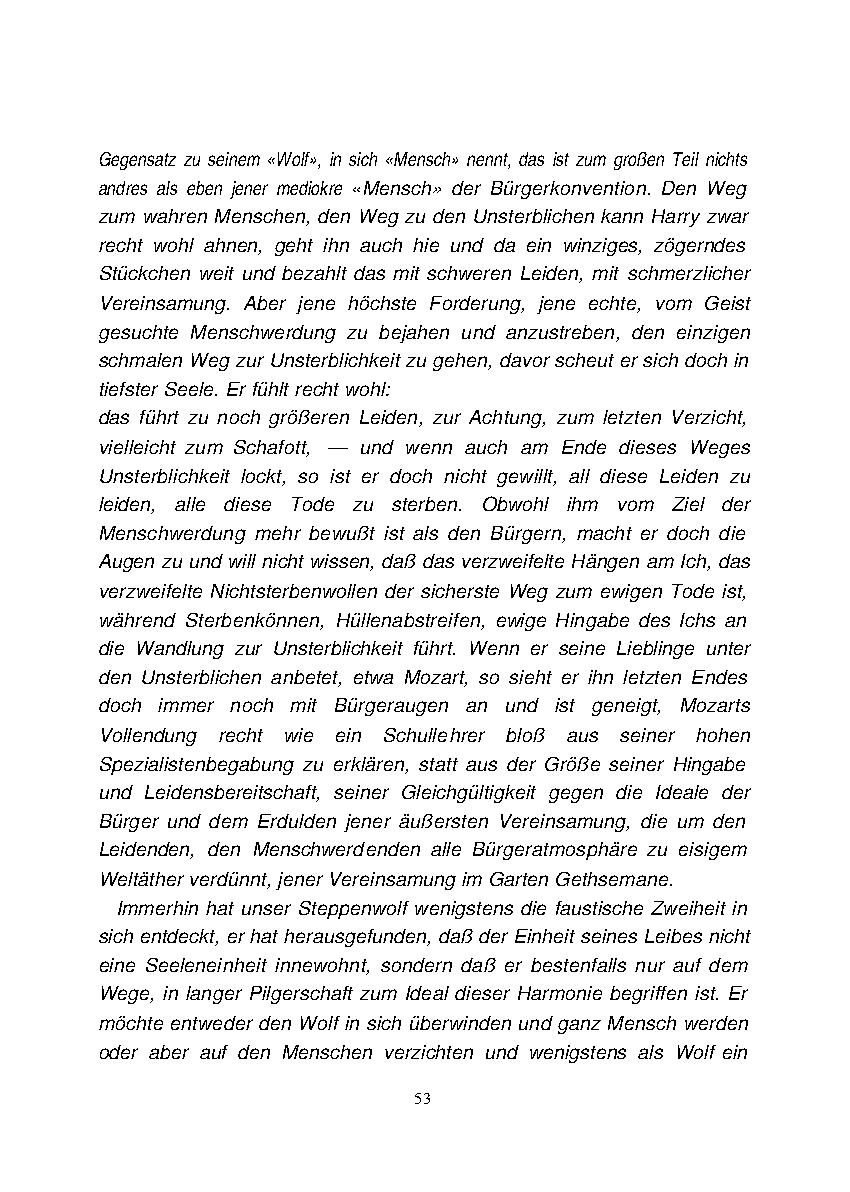 Gegensatz zu seinem «Wolf», in sich «Mensch» nennt, das ist zum großen Teil nichts
andres als eben jener mediokre «Mensch» der Bürgerkonvention. Den Weg
zum wahren Menschen, den Weg zu den Unsterblichen kann Harry zwar
recht wohl ahnen, geht ihn auch hie und da ein winziges, zögerndes
Stückchen weit und bezahlt das mit schweren Leiden, mit schmerzlicher
Vereinsamung. Aber jene höchste Forderung, jene echte, vom Geist
gesuchte Menschwerdung zu bejahen und anzustreben, den einzigen
schmalen Weg zur Unsterblichkeit zu gehen, davor scheut er sich doch in
tiefster Seele. Er fühlt recht wohl:
das führt zu noch größeren Leiden, zur Achtung, zum letzten Verzicht,
vielleicht zum Schafott, — und wenn auch am Ende dieses Weges
Unsterblichkeit lockt, so ist er doch nicht gewillt, all diese Leiden zu
leiden, alle diese Tode zu sterben. Obwohl ihm vom Ziel der
Menschwerdung mehr bewußt ist als den Bürgern, macht er doch die
Augen zu und will nicht wissen, daß das verzweifelte Hängen am Ich, das
verzweifelte Nichtsterbenwollen der sicherste Weg zum ewigen Tode ist,
während Sterbenkönnen, Hüllenabstreifen, ewige Hingabe des Ichs an
die Wandlung zur Unsterblichkeit führt. Wenn er seine Lieblinge unter
den Unsterblichen anbetet, etwa Mozart, so sieht er ihn letzten Endes
doch immer noch mit Bürgeraugen an und ist geneigt, Mozarts
Vollendung recht wie ein Schullehrer bloß aus seiner hohen
Spezialistenbegabung zu erklären, statt aus der Größe seiner Hingabe
und Leidensbereitschaft, seiner Gleichgültigkeit gegen die Ideale der
Bürger und dem Erdulden jener äußersten Vereinsamung, die um den
Leidenden, den Menschwerdenden alle Bürgeratmosphäre zu eisigem
Weltäther verdünnt, jener Vereinsamung im Garten Gethsemane.
Immerhin hat unser Steppenwolf wenigstens die faustische Zweiheit in
sich entdeckt, er hat herausgefunden, daß der Einheit seines Leibes nicht
eine Seeleneinheit innewohnt, sondern daß er bestenfalls nur auf dem
Wege, in langer Pilgerschaft zum Ideal dieser Harmonie begriffen ist. Er
möchte entweder den Wolf in sich überwinden und ganz Mensch werden
oder aber auf den Menschen verzichten und wenigstens als Wolf ein
53